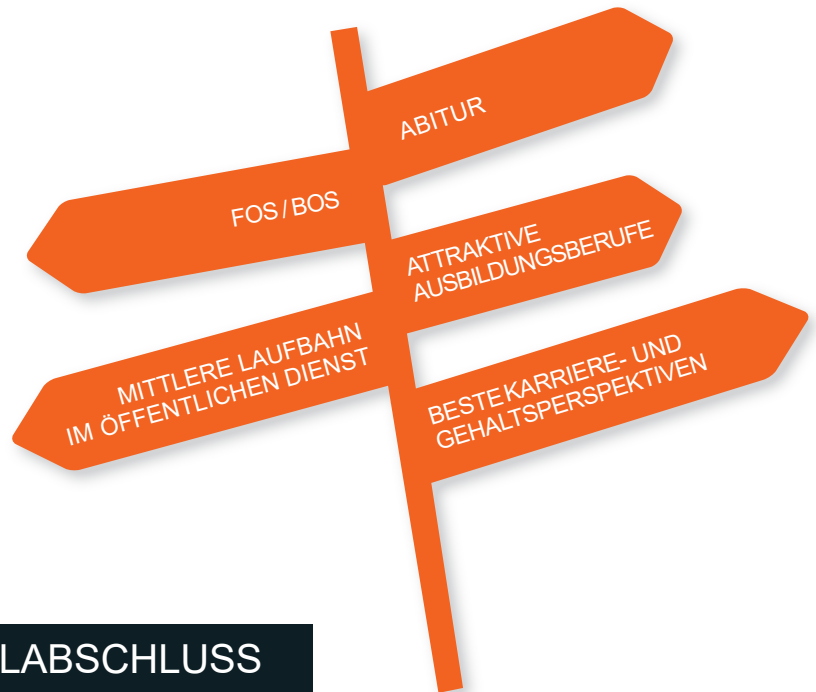 ABITUR
FOS / BOS
ATTRAKTIVE
AUSBILDUNGSBERUFE
MITTLERE LAUFBAHN
IM ÖFFENTLICHEN DIENST
BESTE KARRIERE- UND
GEHALTSPERSPEKTIVEN
LABSCHLUSS